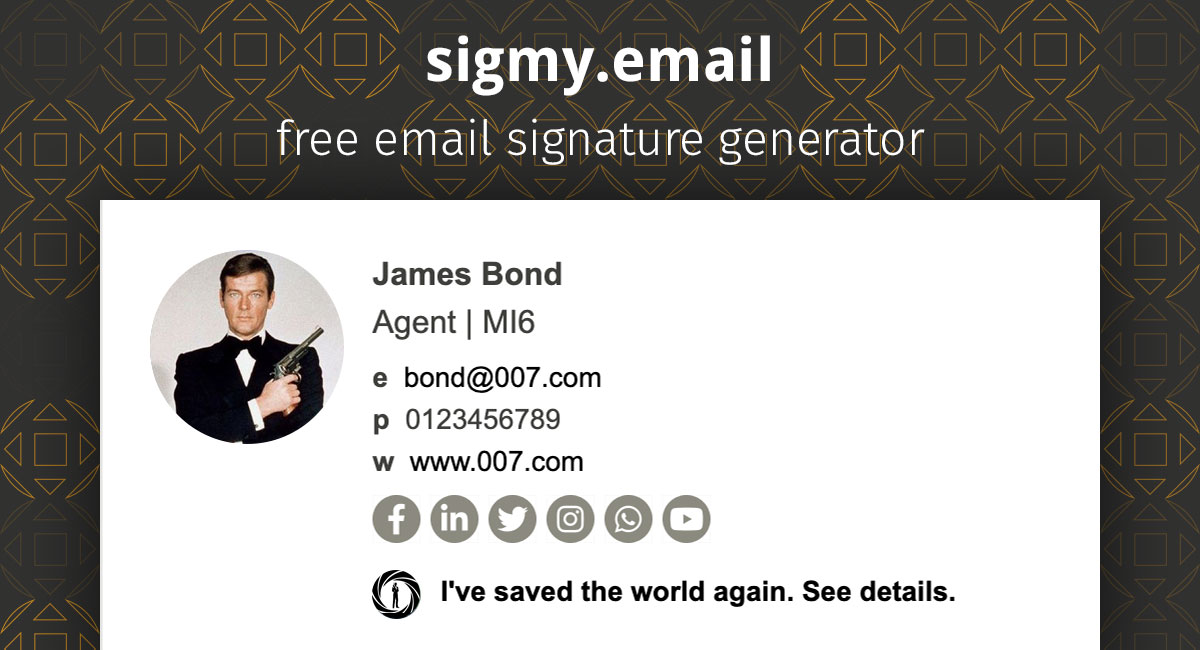 sigmy.email
free email signature generator
James Bond
Agent | MI6
e bond@007.com
p 0123456789
w www.007.com
I've saved the world again. See details.